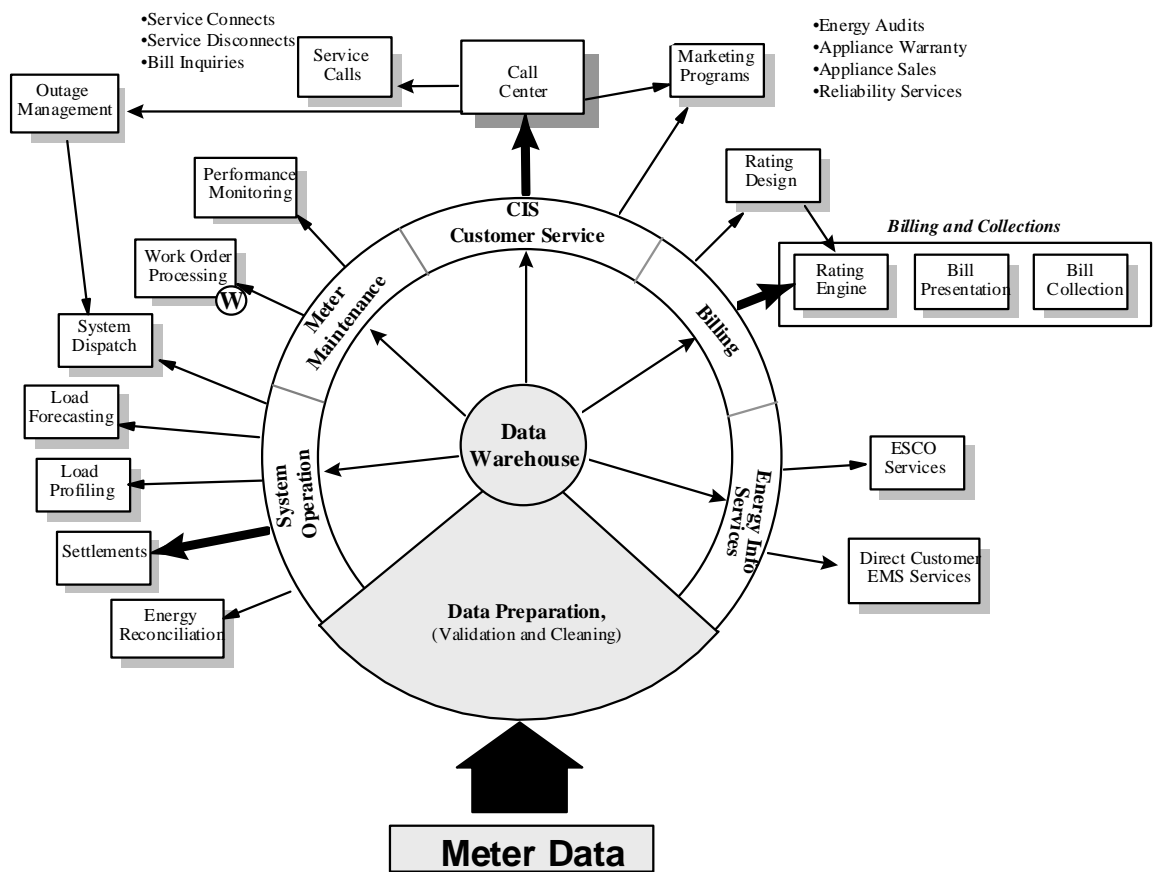 •Service Connects
•Service Disconnects
•Bill Inquiries
Service
Calls
Call
Center
Marketing
Programs
•Energy Audits
•Appliance Warranty
•Appliance Sales
•Reliability Services
Outage
Management
Performance
Monitoring
Rating
Design
CIS
Customer Service
Billing and Collections
Work Order
Processing
W
Meter
Maintenance
Billing
Rating
Engine
Bill
Presentation
Bill
Collection
System
Dispatch
Load
Forecasting
Data
Warehouse
ESCO
Services
Load
Profiling
System
Operation
Energy Info
Services
Settlements
Direct Customer
EMS Services
Energy
Reconciliation
Data Preparation,
(Validation and Cleaning)
Meter Data